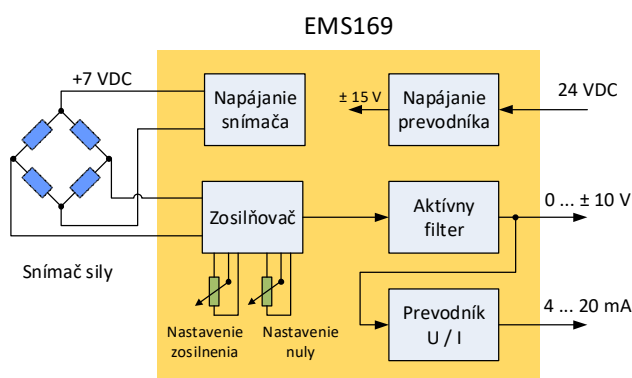 EMS169
+7 VDC
Napájanie
snímača
± 15 V
Napájanie
prevodníka
24 VDC
Zosilňovač
Aktívny
filter
0 ... ± 10 V
Snímač sily
Nastavenie
zosilnenia
Nastavenie
nuly
Prevodník
U / I
4 ... 20 mA